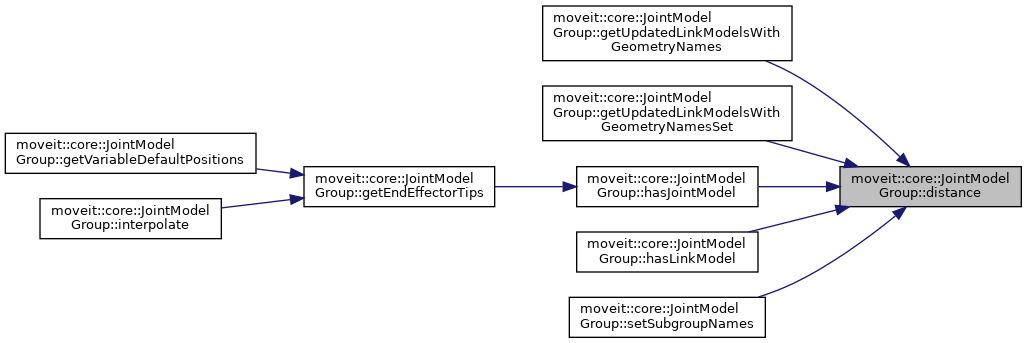 moveit::core::JointModel
Group::getUpdatedLinkModelsWith
GeometryNames
moveit::core::JointModel
Group::getUpdatedLinkModelsWith
GeometryNamesSet
moveit::core::JointModel
Group::getVariableDefaultPositions
moveit::core::JointModel
Group::getEndEffectorTips
moveit::core::JointModel
Group::hasJointModel
moveit::core::JointModel
Group::distance
moveit::core::JointModel
Group::interpolate
moveit::core::JointModel
Group::hasLinkModel
moveit::core::JointModel
Group::setSubgroupNames